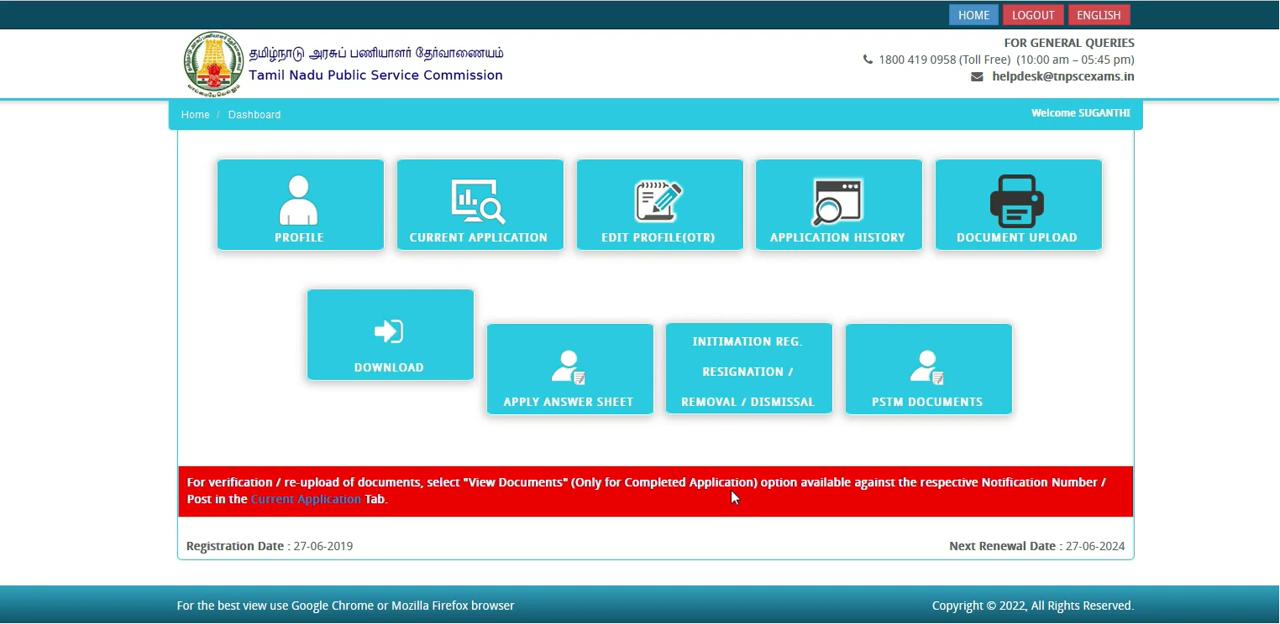 HOME LOGOUT ENGLISH
தமிழ்நாடு அரசுப் பணியாளர் தேர்வாணையம்
Tamil Nadu Public Service Commission
FOR GENERAL QUERIES
1800 419 0958 (Toll Free) (10:00 am – 05:45 pm)
helpdesk@tnpscexams.in
Home / Dashboard
Welcome SUGANTHI
PROFILE
CURRENT APPLICATION
EDIT PROFILE(OTR)
APPLICATION HISTORY
DOCUMENT UPLOAD
DOWNLOAD
APPLY ANSWER SHEET
INITIMATION REG.
RESIGNATION /
REMOVAL / DISMISSAL
PSTM DOCUMENTS
For verification / re-upload of documents, select "View Documents" (Only for Completed Application) option available against the respective Notification Number /
Post in the Current Application Tab.
Registration Date : 27-06-2019
Next Renewal Date : 27-06-2024
For the best view use Google Chrome or Mozilla Firefox browser
Copyright © 2022, All Rights Reserved.